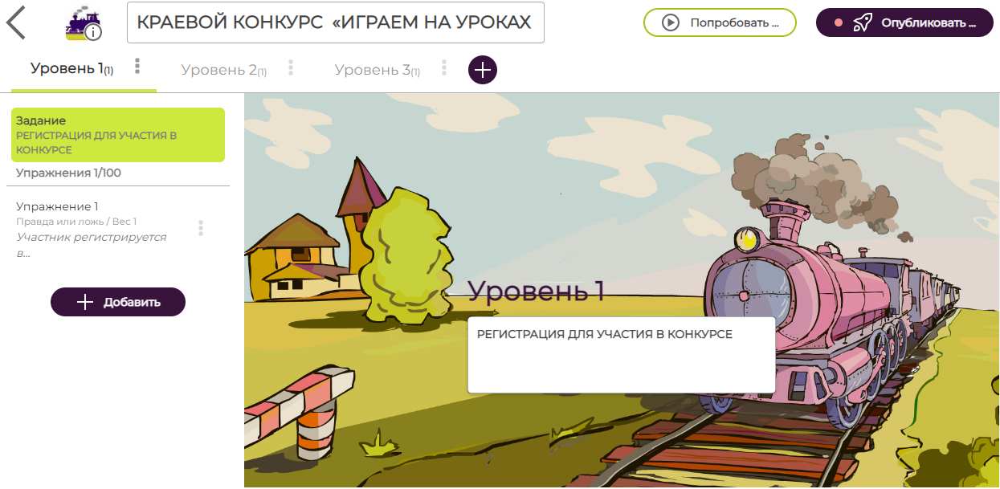 КРАЕВОЙ КОНКУРС «ИГРАЕМ НА УРОКАХ
Попробовать ...
Опубликовать ...
Уровень 1(1)
Уровень 2(1)
Уровень 3(1)
Задание
РЕГИСТРАЦИЯ ДЛЯ УЧАСТИЯ В
КОНКУРСЕ
Упражнения 1/100
Упражнение 1
Правда или ложь / Вес 1
Участник регистрируется
в...
Добавить
Уровень 1
РЕГИСТРАЦИЯ ДЛЯ УЧАСТИЯ В КОНКУРСЕ